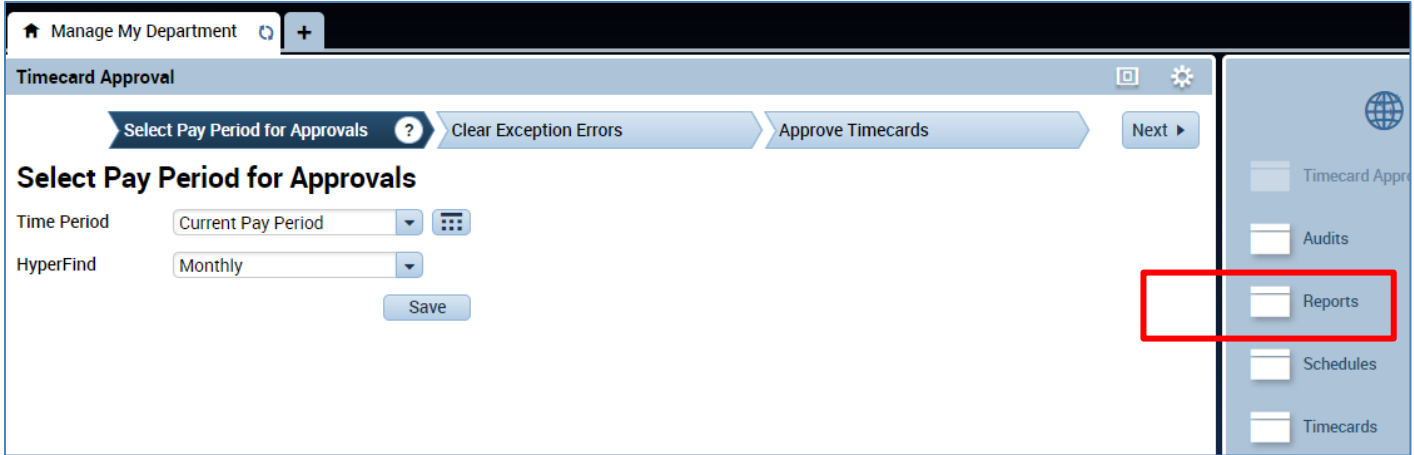 Manage My Department
+
Timecard Approval
Select Pay Period for Approvals ? Clear Exception Errors Approve Timecards Next
Select Pay Period for Approvals
Time Period Current Pay Period
HyperFind Monthly
Save
Timecard
Audits
Reports
Schedules
Timecards